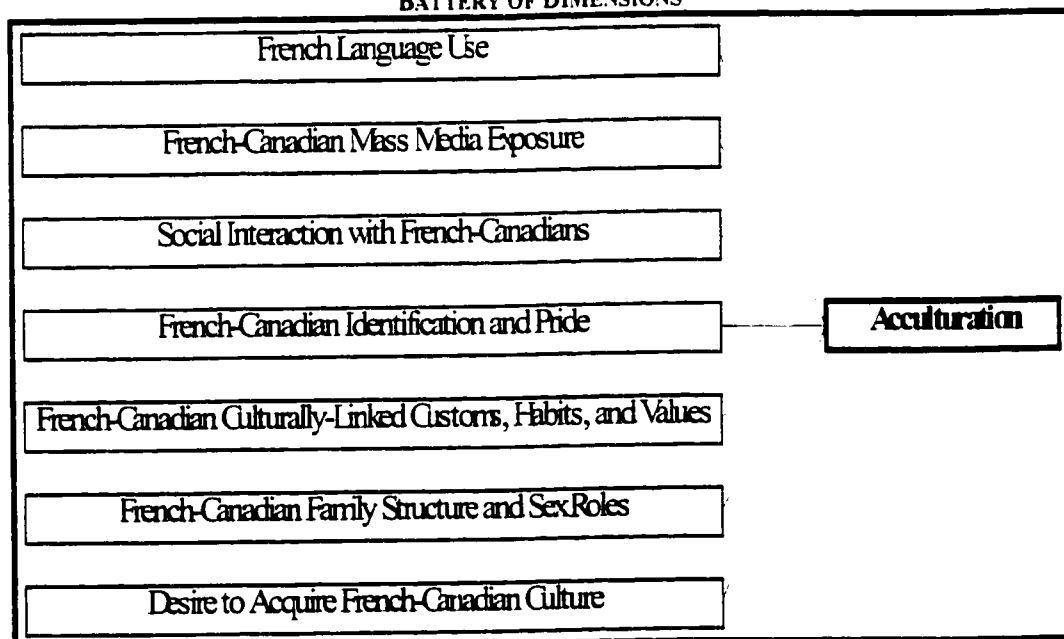 BATTERY OF DIMENSIONS
French Language Use
French-Canadian Mass Media Exposure
Social Interaction with French-Canadians
French-Canadian Identification and Pride
Acculturation
French-Canadian Culturally-Linked Customs, Habits, and Values
French-Canadian Family Structure and Sex Roles
Desire to Acquire French-Canadian Culture